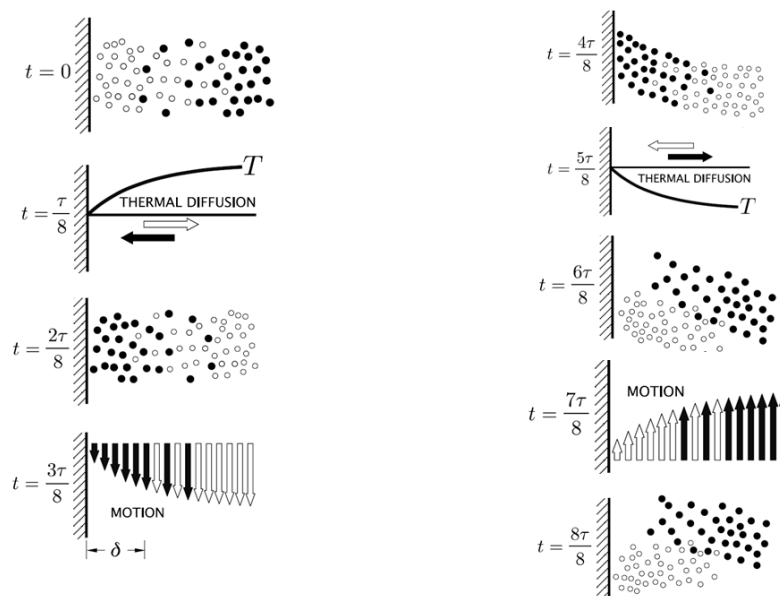 t = 0
t = τ/8
T
THERMAL DIFFUSION
t = 2τ/8
t = 3τ/8
MOTION
δ
t = 4τ/8
t = 5τ/8
THERMAL DIFFUSION
T
t = 6τ/8
MOTION
t = 7τ/8
t = 8τ/8